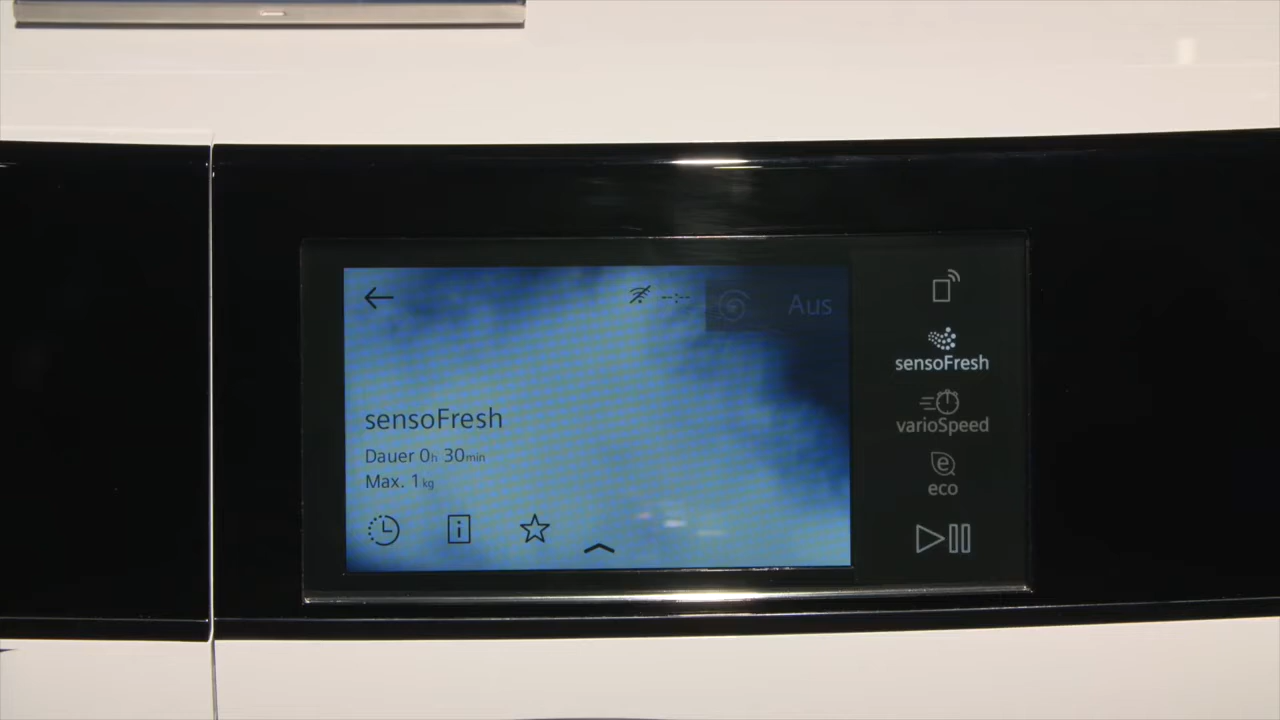 --:--
Aus
sensoFresh
Dauer 0h 30min
Max. 1kg
i
sensoFresh
varioSpeed
e
eco